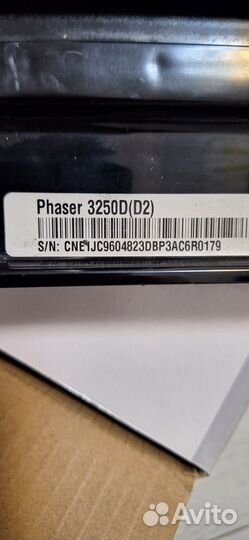 Phaser 3250D(D2)
S/N: CNE1JC9604823DBP3AC6R0179
Avito